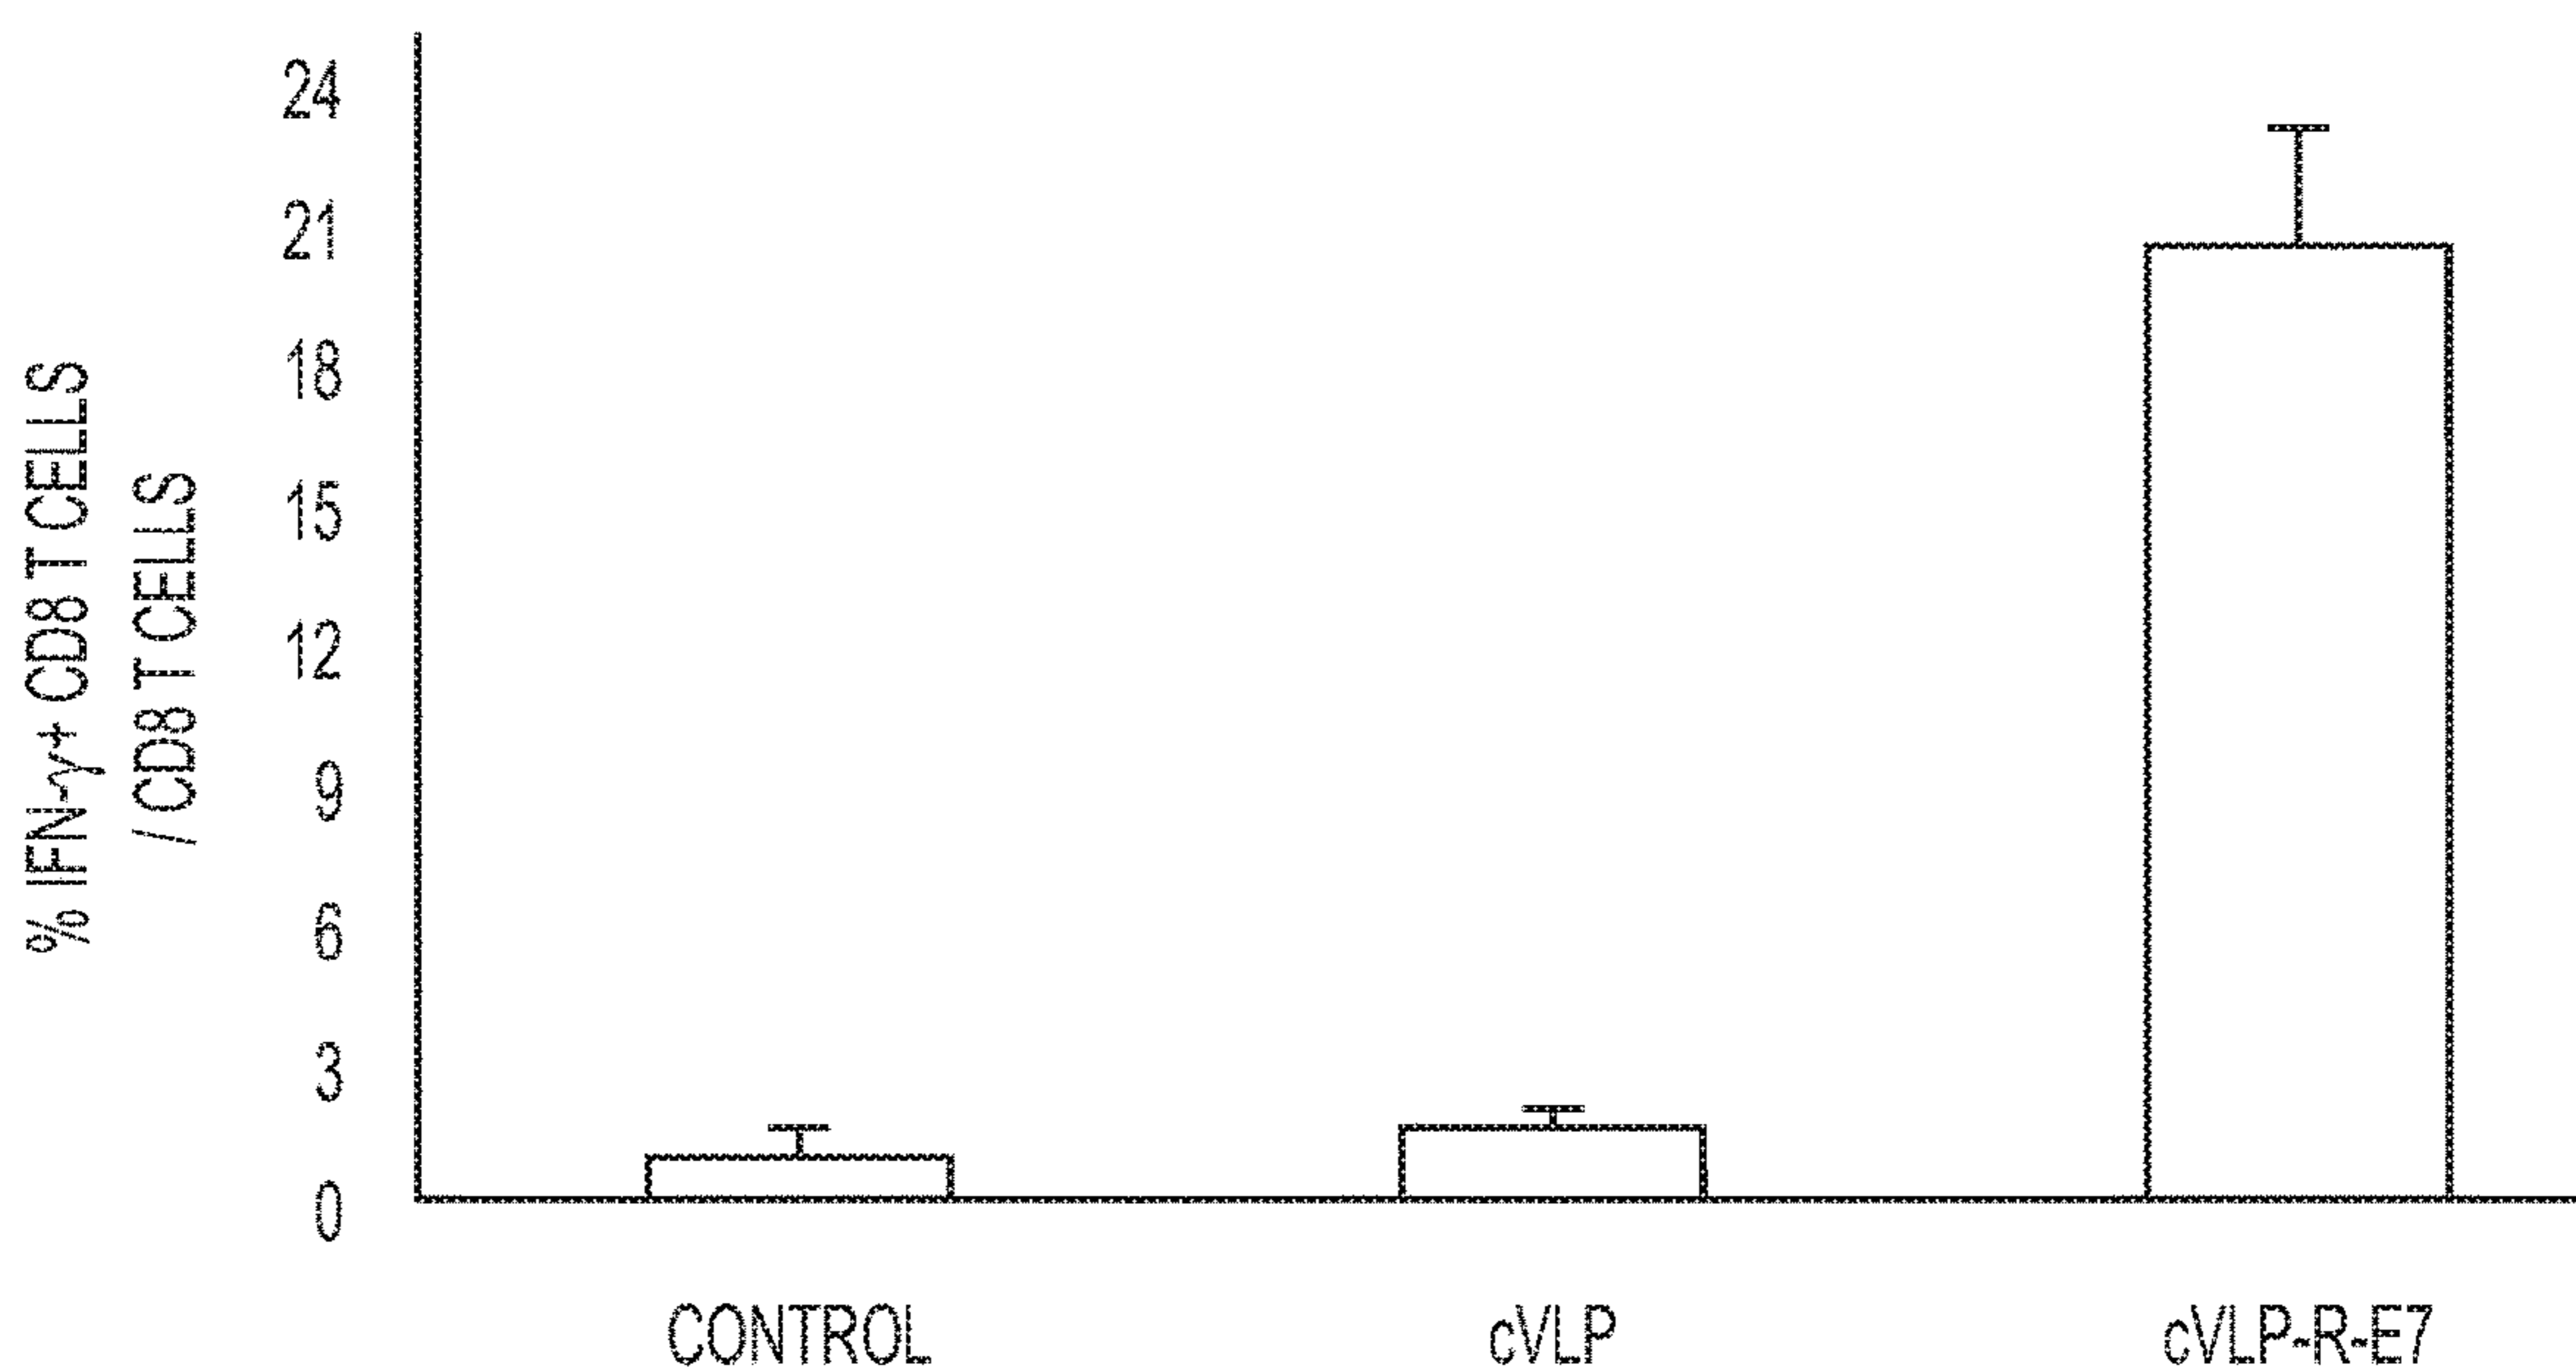 % IFN-γ+ CD8 T CELLS
/ CD8 T CELLS
24
21
18
15
12
9
6
3
0
CONTROL
cVLP
cVLP-R-E7